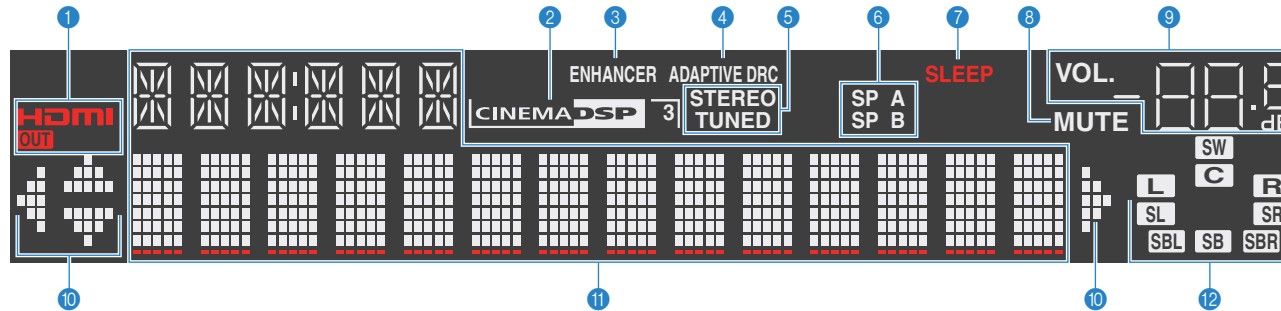 1 2 3 4 5 6 7 8 9
ENHANCER ADAPTIVE DRC SLEEP VOL.
HDMI OUT
CINEMA DSP 3
STEREO
TUNED
SP A
SP B
MUTE
dB
SW
L C R
SL SR
SBL SB SBR
10 11 10 12